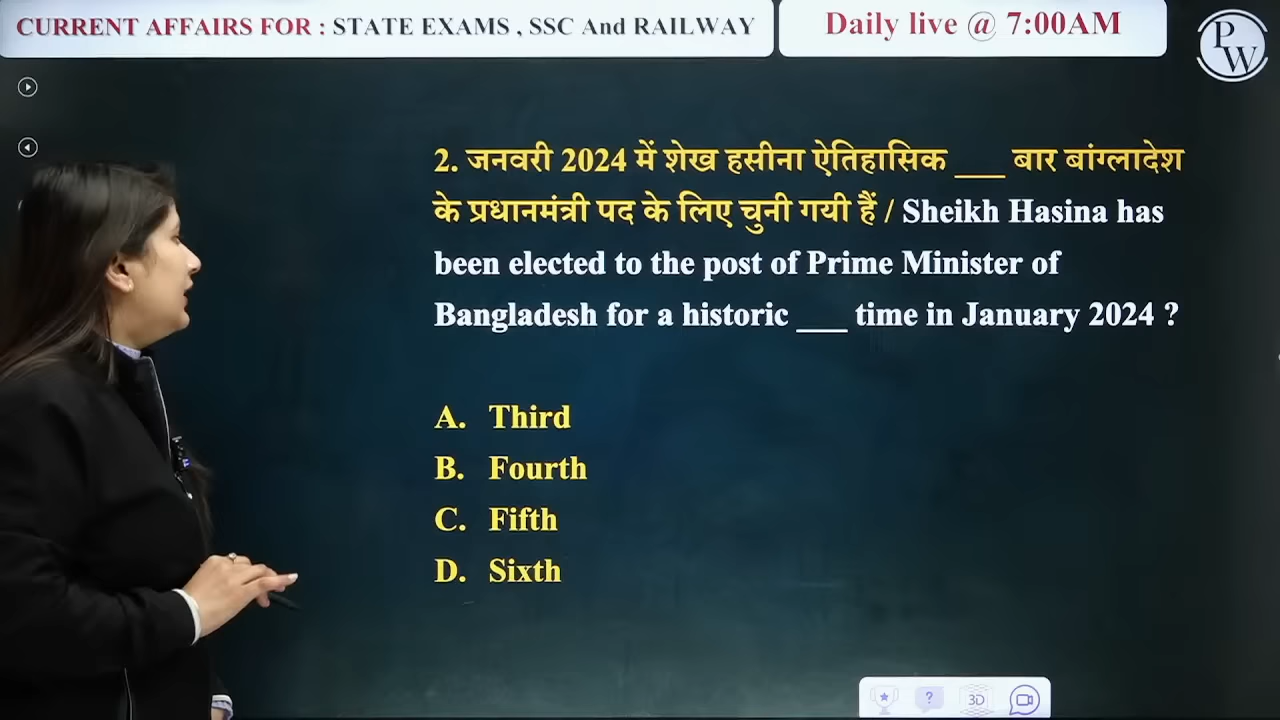 CURRENT AFFAIRS FOR : STATE EXAMS , SSC And RAILWAY
Daily live @ 7:00AM
PW
2. जनवरी 2024 में शेख हसीना ऐतिहासिक ___ बार बांग्लादेश
के प्रधानमंत्री पद के लिए चुनी गयी हैं / Sheikh Hasina has
been elected to the post of Prime Minister of
Bangladesh for a historic ___ time in January 2024 ?
A. Third
B. Fourth
C. Fifth
D. Sixth
? 3D